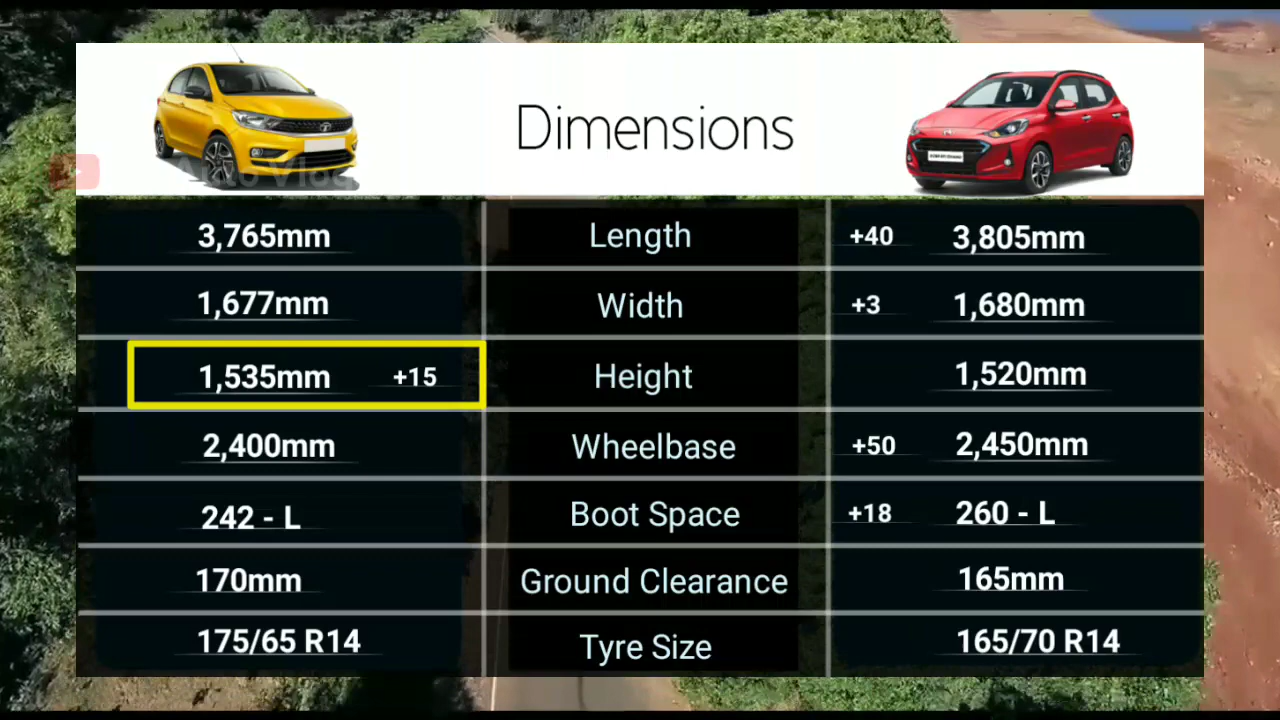 Dimensions
Auto Vlog
3,765mm Length +40 3,805mm
1,677mm Width +3 1,680mm
1,535mm +15 Height 1,520mm
2,400mm Wheelbase +50 2,450mm
242 - L Boot Space +18 260 - L
170mm Ground Clearance 165mm
175/65 R14 Tyre Size 165/70 R14